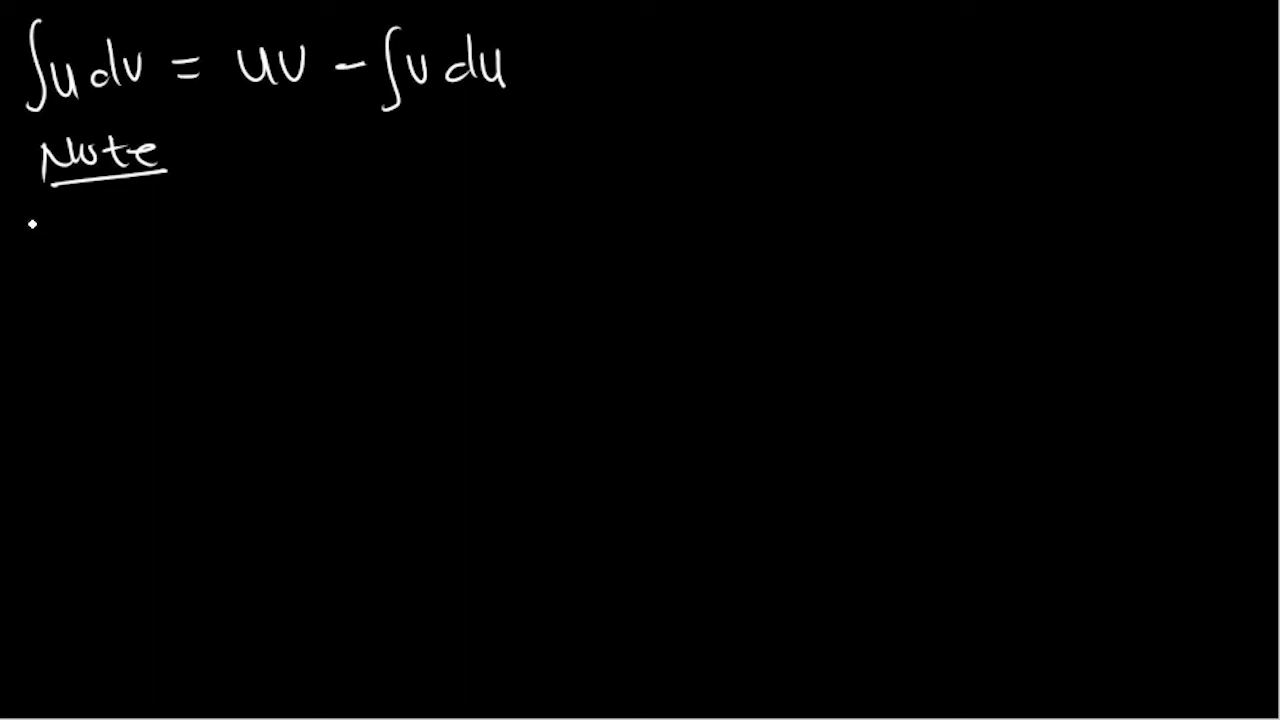 ∫u dv = uv - ∫v du
Note